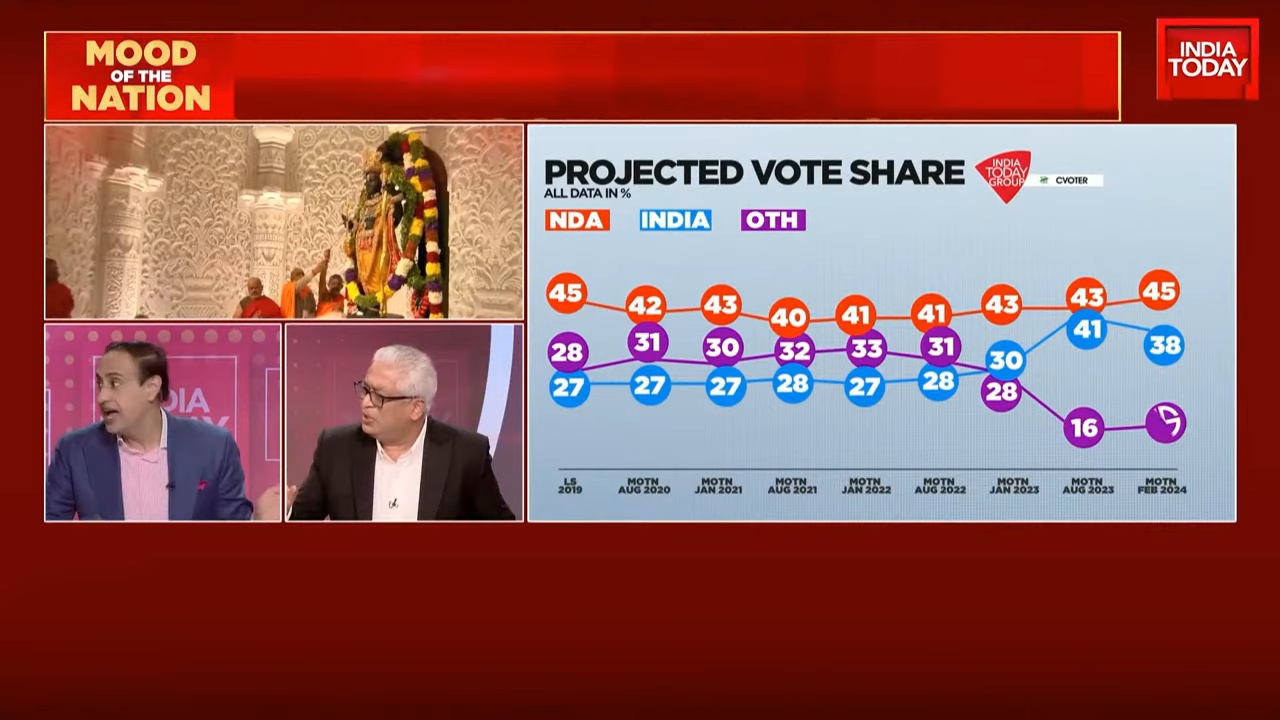 MOOD
OF THE
NATION
INDIA
TODAY
PROJECTED VOTE SHARE
INDIA
TODAY
GROUP
CVOTER
ALL DATA IN %
NDA INDIA OTH
45 42 43 40 41 41 43 43 45
28 31 30 32 33 31 30 41 38
27 27 27 28 27 28 28 16
LS
2019
MOTN
AUG 2020
MOTN
JAN 2021
MOTN
AUG 2021
MOTN
JAN 2022
MOTN
AUG 2022
MOTN
JAN 2023
MOTN
AUG 2023
MOTN
FEB 2024